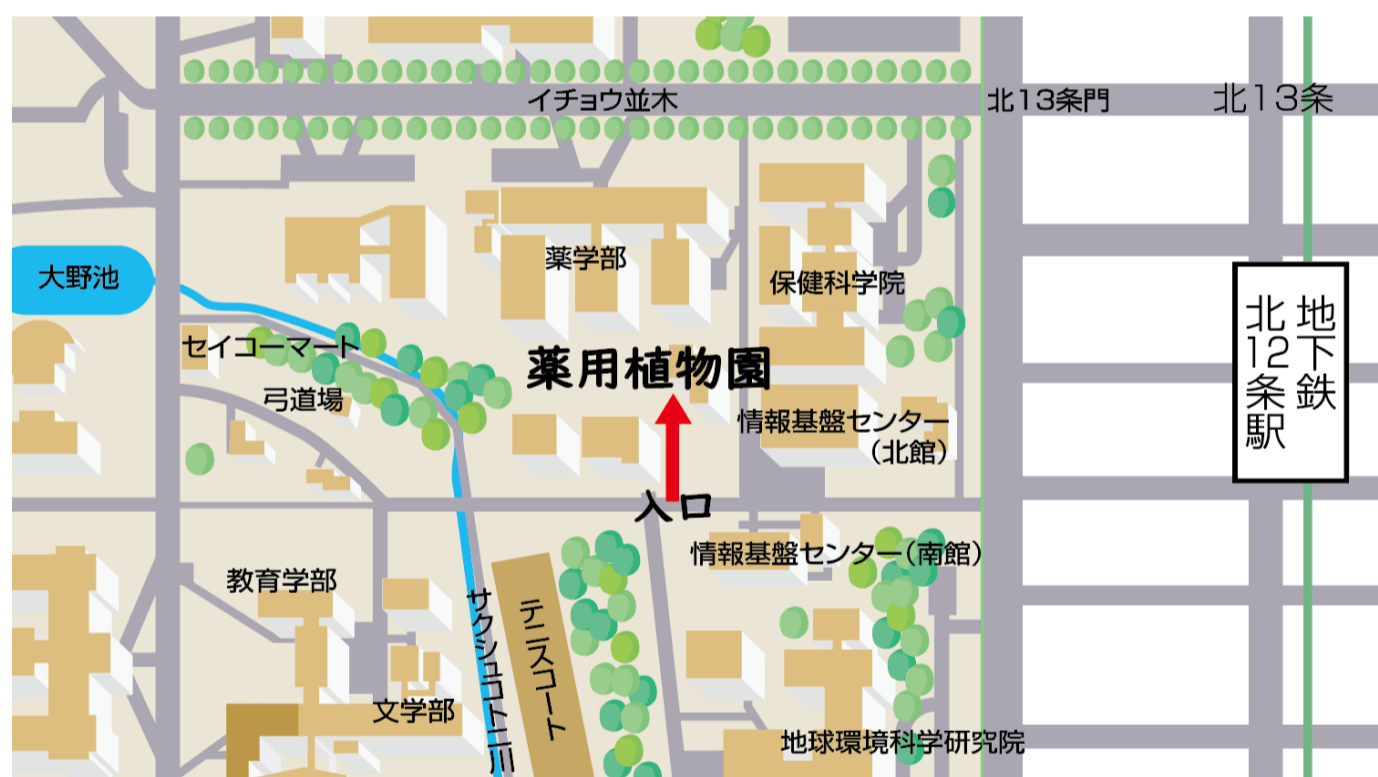 イチョウ並木
北13条門
北13条
薬学部
大野池
保健科学院
地下鉄
北12条駅
セイコーマート
薬用植物園
弓道場
情報基盤センター
(北館)
入口
情報基盤センター(南館)
教育学部
サクシュコトニ川
テニスコート
文学部
地球環境科学研究院